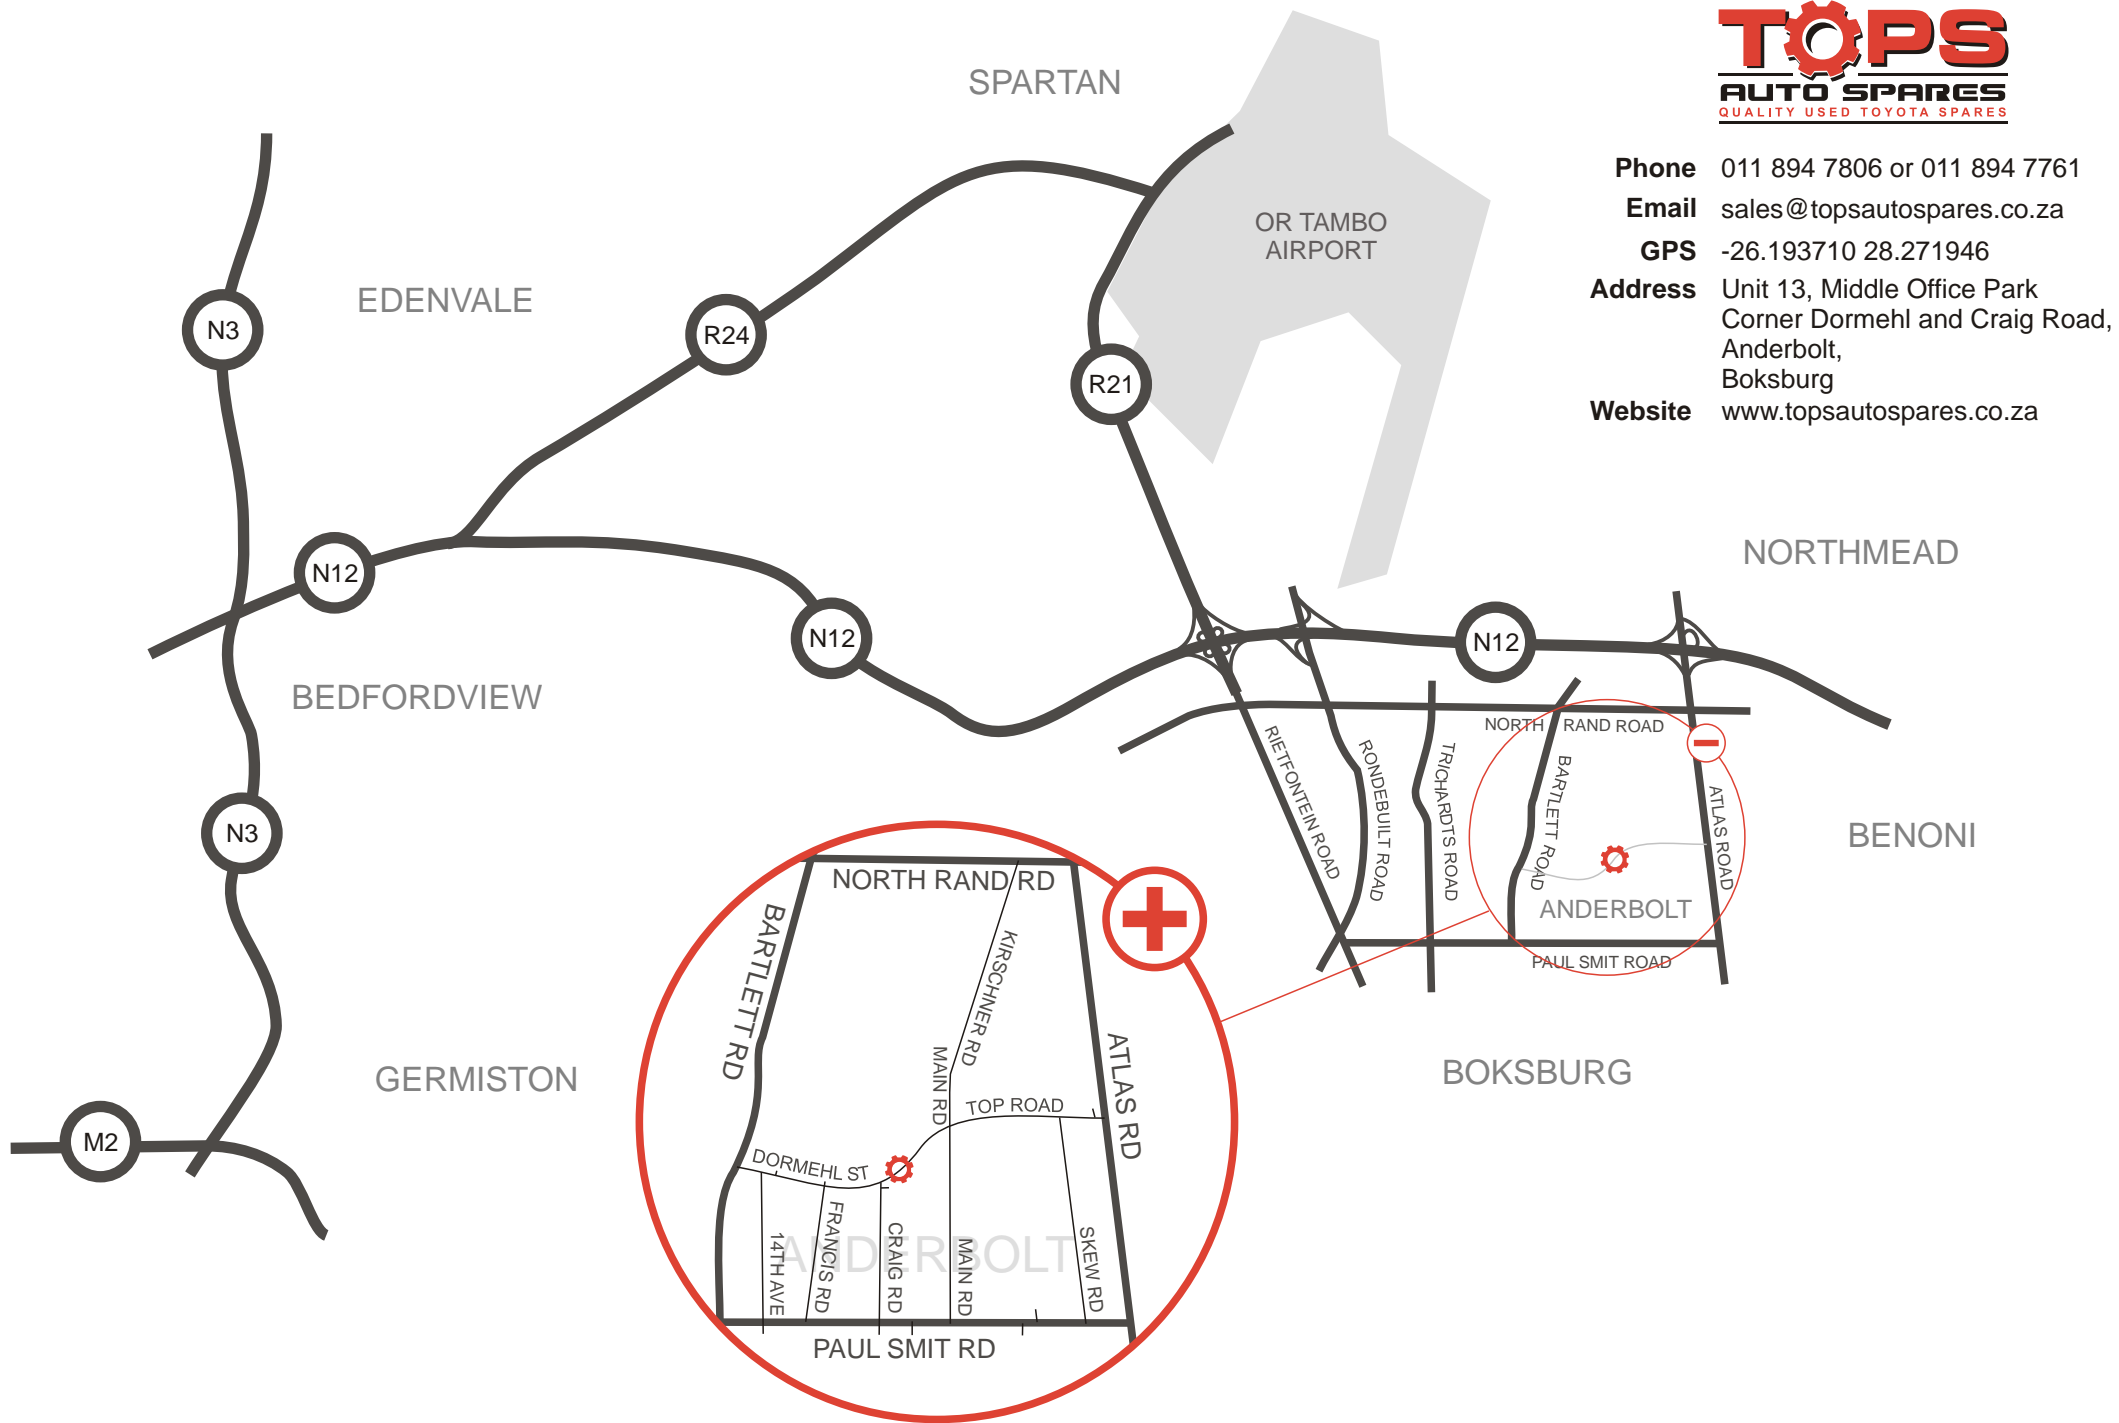 TOPS
AUTO SPARES
QUALITY USED TOYOTA SPARES
Phone 011 894 7806 or 011 894 7761
Email sales@topsautospares.co.za
GPS -26.193710 28.271946
Address Unit 13, Middle Office Park
Corner Dormehl and Craig Road,
Anderbolt,
Boksburg
Website www.topsautospares.co.za
SPARTAN
OR TAMBO
AIRPORT
EDENVALE
N3
R24
R21
NORTHMEAD
N12
N12
N12
BEDFORDVIEW
NORTH RAND ROAD
RIETFONTEIN ROAD
RONDEBUILT ROAD
TRICHARDTS ROAD
BARTLETT ROAD
ATLAS ROAD
N3
BENONI
ANDERBOLT
PAUL SMIT ROAD
BOKSBURG
GERMISTON
M2
NORTH RAND RD
BARTLETT RD
KIRSCHNER RD
MAIN RD
ATLAS RD
TOP ROAD
DORMEHL ST
ANDERBOLT
14TH AVE
FRANCIS RD
CRAIG RD
MAIN RD
SKEW RD
PAUL SMIT RD